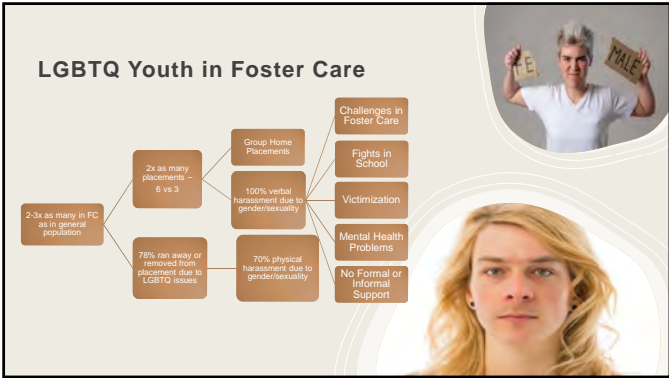 LGBTQ Youth in Foster Care
FE
MALE
2-3x as many in FC
as in general
population
2x as many
placements –
6 vs 3
78% ran away or
removed from
placement due to
LGBTQ issues
Group Home
Placements
100% verbal
harassment due to
gender/sexuality
70% physical
harassment due to
gender/sexuality
Challenges in
Foster Care
Fights in
School
Victimization
Mental Health
Problems
No Formal or
Informal
Support